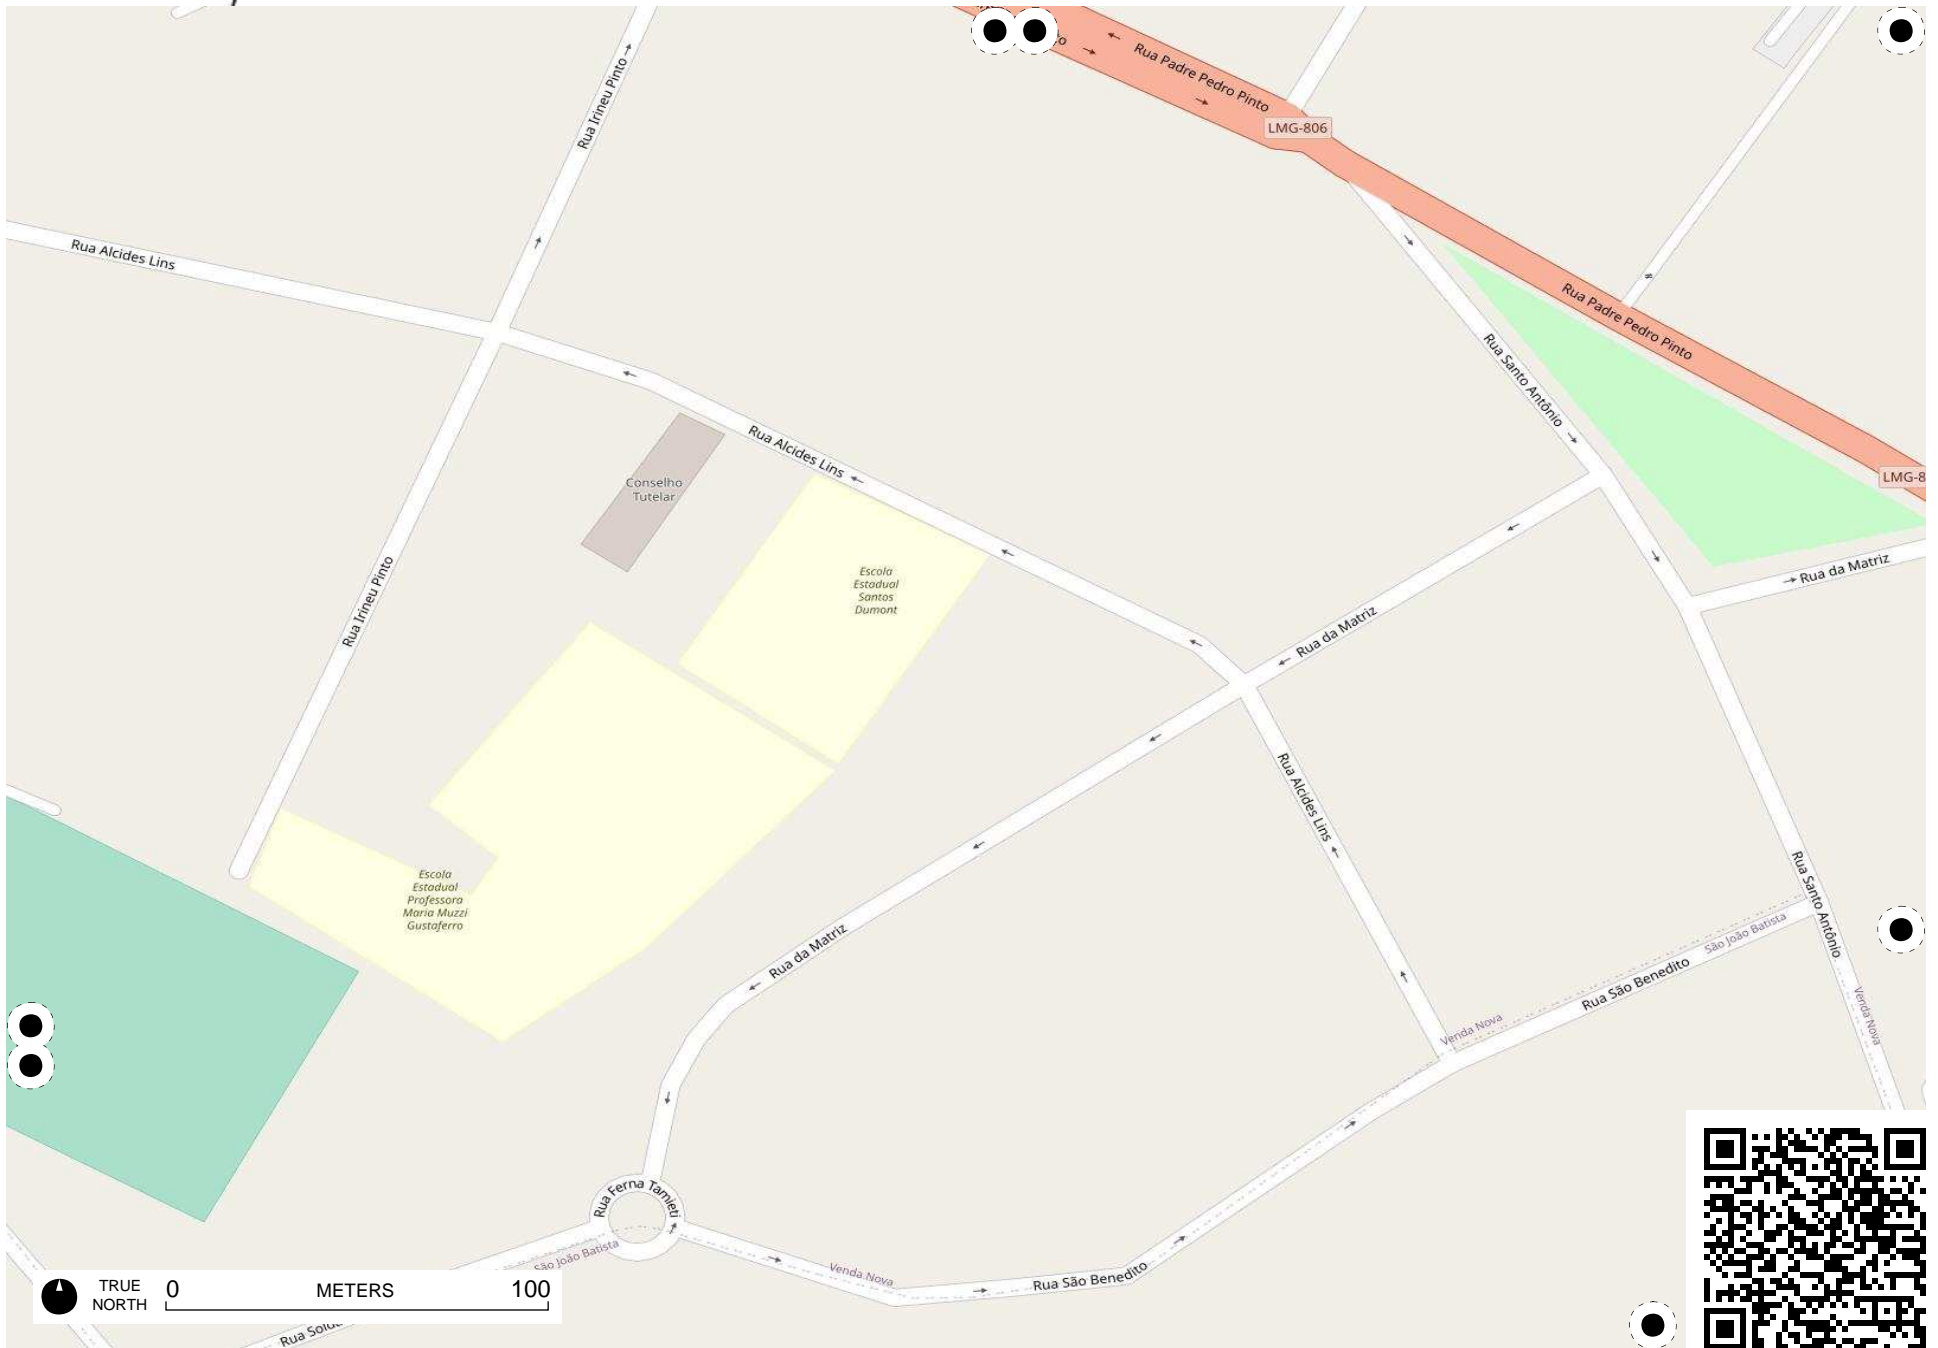 Rua Padre Pedro Pinto
LMG-806
Rua Irineu Pinto
Rua Alcides Lins
Rua Padre Pedro Pinto
Rua Santo Antônio
Rua Alcides Lins
LMG-8
Conselho
Tutelar
Escola
Estadual
Santos
Dumont
Rua da Matriz
Rua Irineu Pinto
Rua da Matriz
Rua Alcides Lins
Rua Santo Antônio
Escola
Estadual
Professora
Maria Muzzi
Gustaferro
Rua da Matriz
São João Batista
Rua São Benedito
Venda Nova
Venda Nova
Rua Ferna Tamieti
São João Batista
Venda Nova
Rua São Benedito
TRUE
NORTH
0 METERS 100